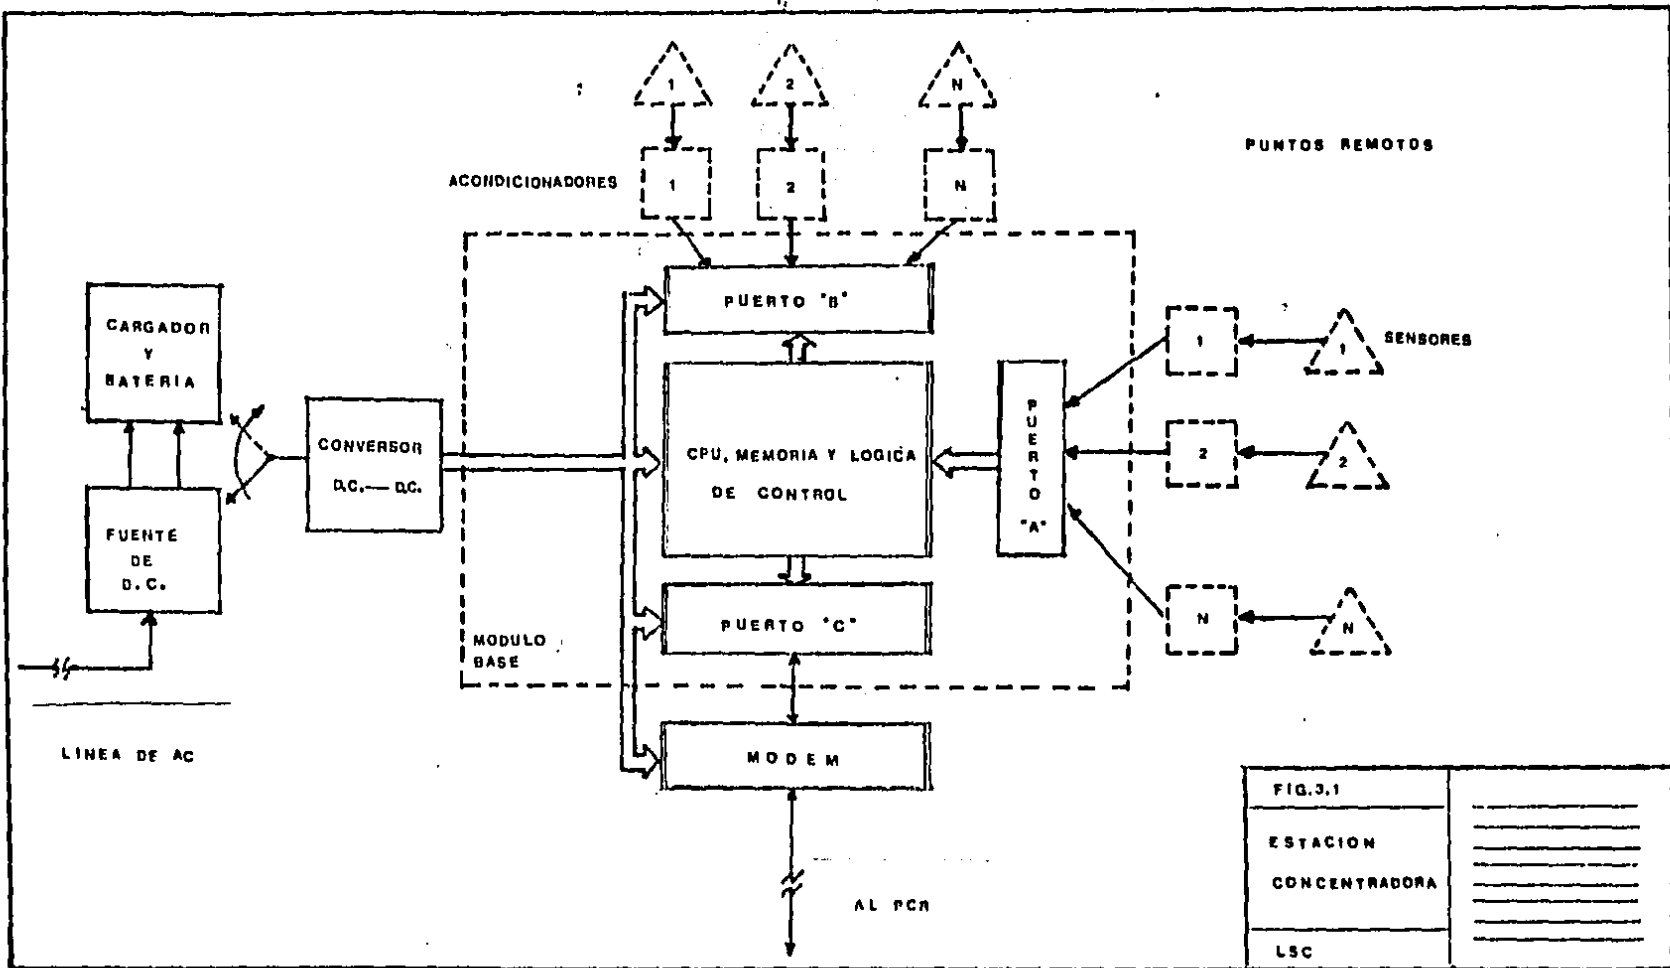 1 2 N
PUNTOS REMOTOS
ACONDICIONADORES
1 2 N
PUERTO "B"
CARGADOR
Y
BATERIA
1 1 SENSORES
PUERTO "A"
CONVERSOR
D.C.—D.C.
CPU, MEMORIA Y LOGICA
DE CONTROL
2 2
FUENTE
DE
D.C.
PUERTO "C"
N N
MODULO
BASE
LINEA DE AC
MODEM
AL PCR
FIG.3.1
ESTACION
CONCENTRADORA
LSC